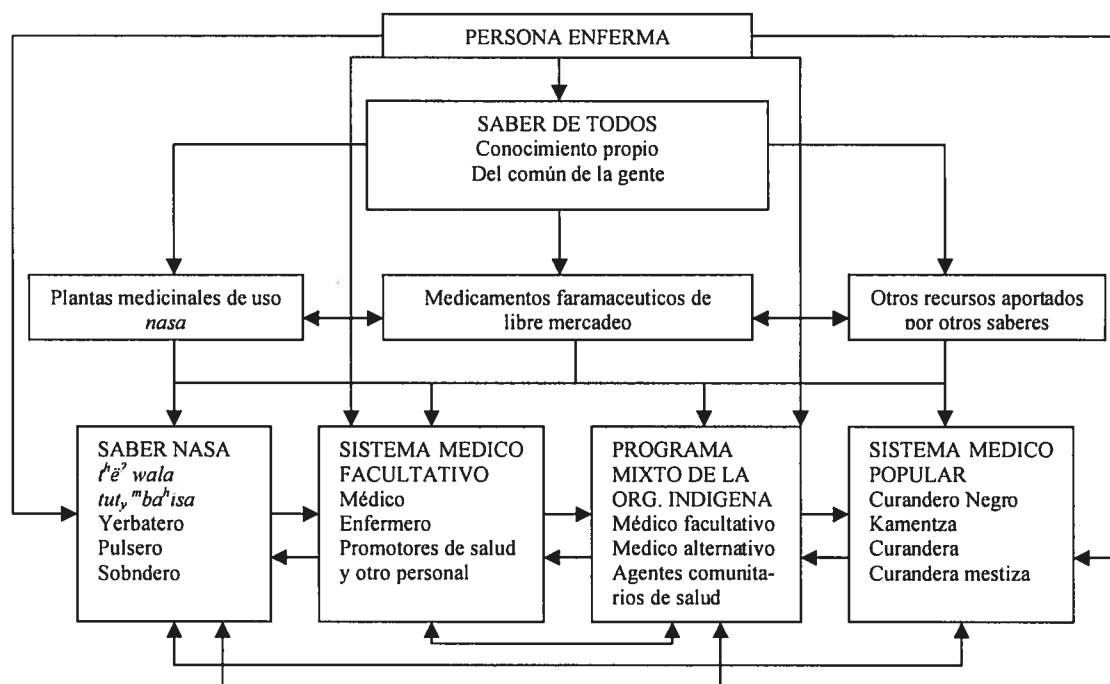 PERSONA ENFERMA
SABER DE TODOS
Conocimiento propio
Del común de la gente
Plantas medicinales de uso
nasa
Medicamentos faramaceuticos de
libre mercadeo
Otros recursos aportados
por otros saberes
SABER NASA
tʰëˀ wala
tutᵧ ᵐbaʰisa
Yerbatero
Pulsero
Sobndero
SISTEMA MEDICO
FACULTATIVO
Médico
Enfermero
Promotores de salud
y otro personal
PROGRAMA
MIXTO DE LA
ORG. INDIGENA
Médico facultativo
Medico alternativo
Agentes comunita-
rios de salud
SISTEMA MEDICO
POPULAR
Curandero Negro
Kamentza
Curandera
Curandera mestiza